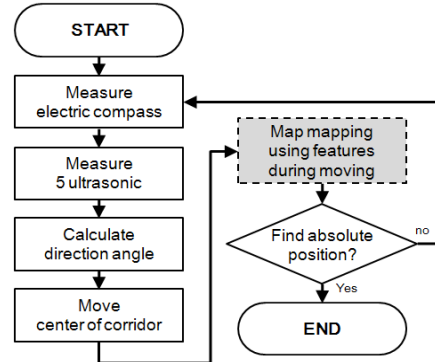 START
Measure
electric compass
Measure
5 ultrasonic
Calculate
direction angle
Move
center of corridor
Map mapping
using features
during moving
Find absolute
position?
no
Yes
END